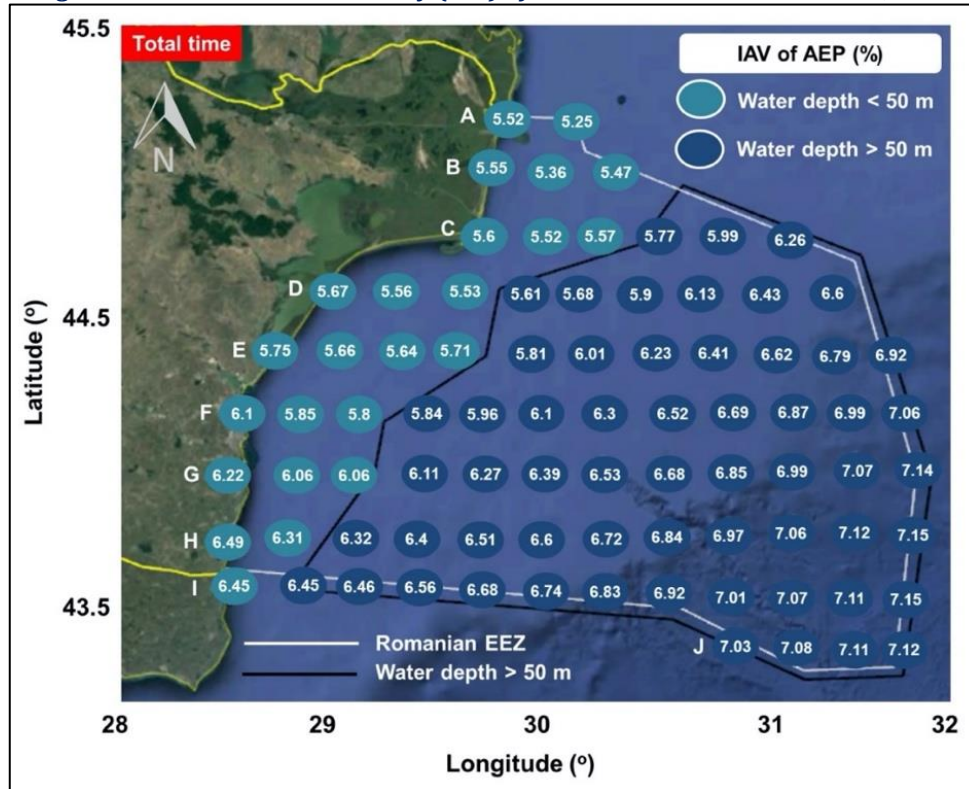 45.5
Total time
IAV of AEP (%)
Water depth < 50 m
Water depth > 50 m
N
A 5.52 5.25
B 5.55 5.36 5.47
C 5.6 5.52 5.57 5.77 5.99 6.26
D 5.67 5.56 5.53 5.61 5.68 5.9 6.13 6.43 6.6
44.5
E 5.75 5.66 5.64 5.71 5.81 6.01 6.23 6.41 6.62 6.79 6.92
F 6.1 5.85 5.8 5.84 5.96 6.1 6.3 6.52 6.69 6.87 6.99 7.06
Latitude (º)
G 6.22 6.06 6.06 6.11 6.27 6.39 6.53 6.68 6.85 6.99 7.07 7.14
H 6.49 6.31 6.32 6.4 6.51 6.6 6.72 6.84 6.97 7.06 7.12 7.15
I 6.45 6.45 6.46 6.56 6.68 6.74 6.83 6.92 7.01 7.07 7.11 7.15
43.5
J 7.03 7.08 7.11 7.12
Romanian EEZ
Water depth > 50 m
28 29 30 31 32
Longitude (º)